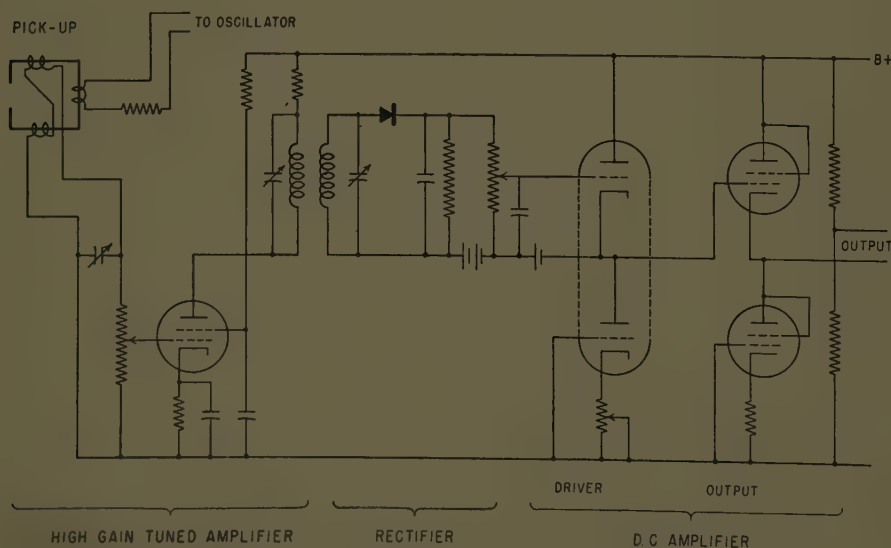 PICK-UP
TO OSCILLATOR
B+
OUTPUT
DRIVER
OUTPUT
HIGH GAIN TUNED AMPLIFIER
RECTIFIER
D.C AMPLIFIER